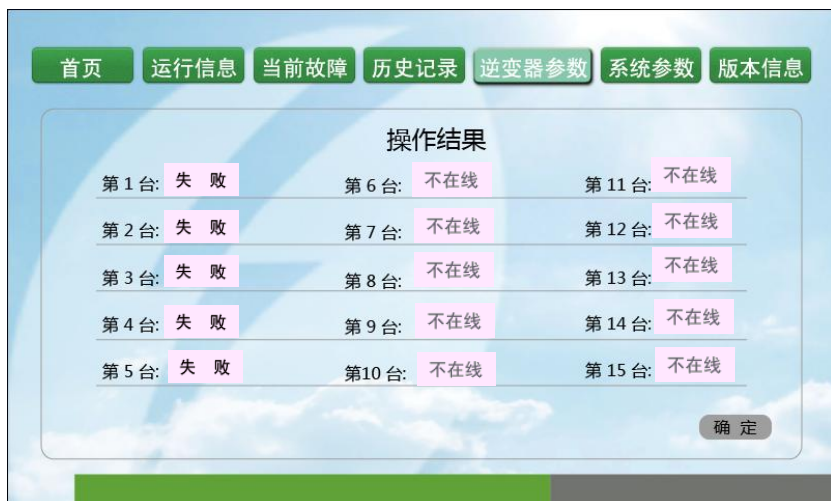 首页 运行信息 当前故障 历史记录 逆变器参数 系统参数 版本信息
操作结果
第 1 台: 失 败 第 6 台: 不在线 第 11 台: 不在线
第 2 台: 失 败 第 7 台: 不在线 第 12 台: 不在线
第 3 台: 失 败 第 8 台: 不在线 第 13 台: 不在线
第 4 台: 失 败 第 9 台: 不在线 第 14 台: 不在线
第 5 台: 失 败 第10 台: 不在线 第 15 台: 不在线
确 定